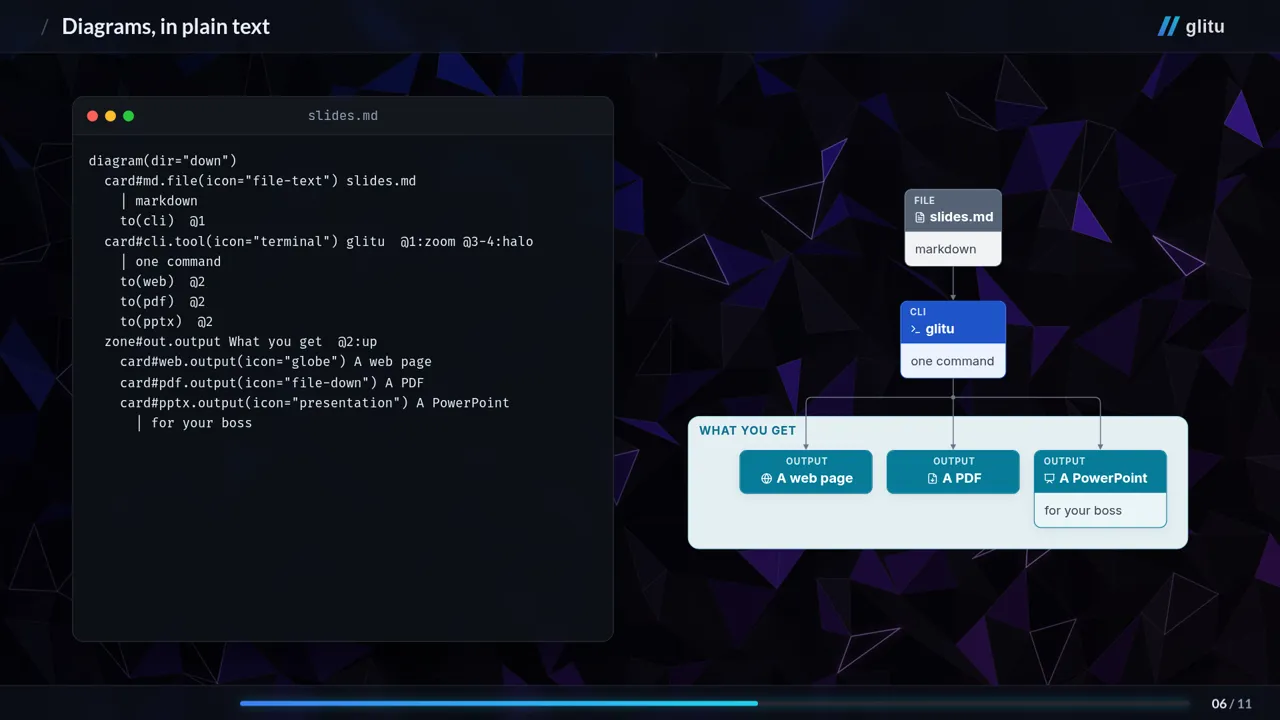 / Diagrams, in plain text
glitu
slides.md
diagram(dir="down")
card#md.file(icon="file-text") slides.md
| markdown
to(cli) @1
card#cli.tool(icon="terminal") glitu @1:zoom @3-4:halo
| one command
to(web) @2
to(pdf) @2
to(pptx) @2
zone#out.output What you get @2:up
card#web.output(icon="globe") A web page
card#pdf.output(icon="file-down") A PDF
card#pptx.output(icon="presentation") A PowerPoint
| for your boss
FILE
slides.md
markdown
CLI
glitu
one command
WHAT YOU GET
OUTPUT
A web page
OUTPUT
A PDF
OUTPUT
A PowerPoint
for your boss
06 / 11